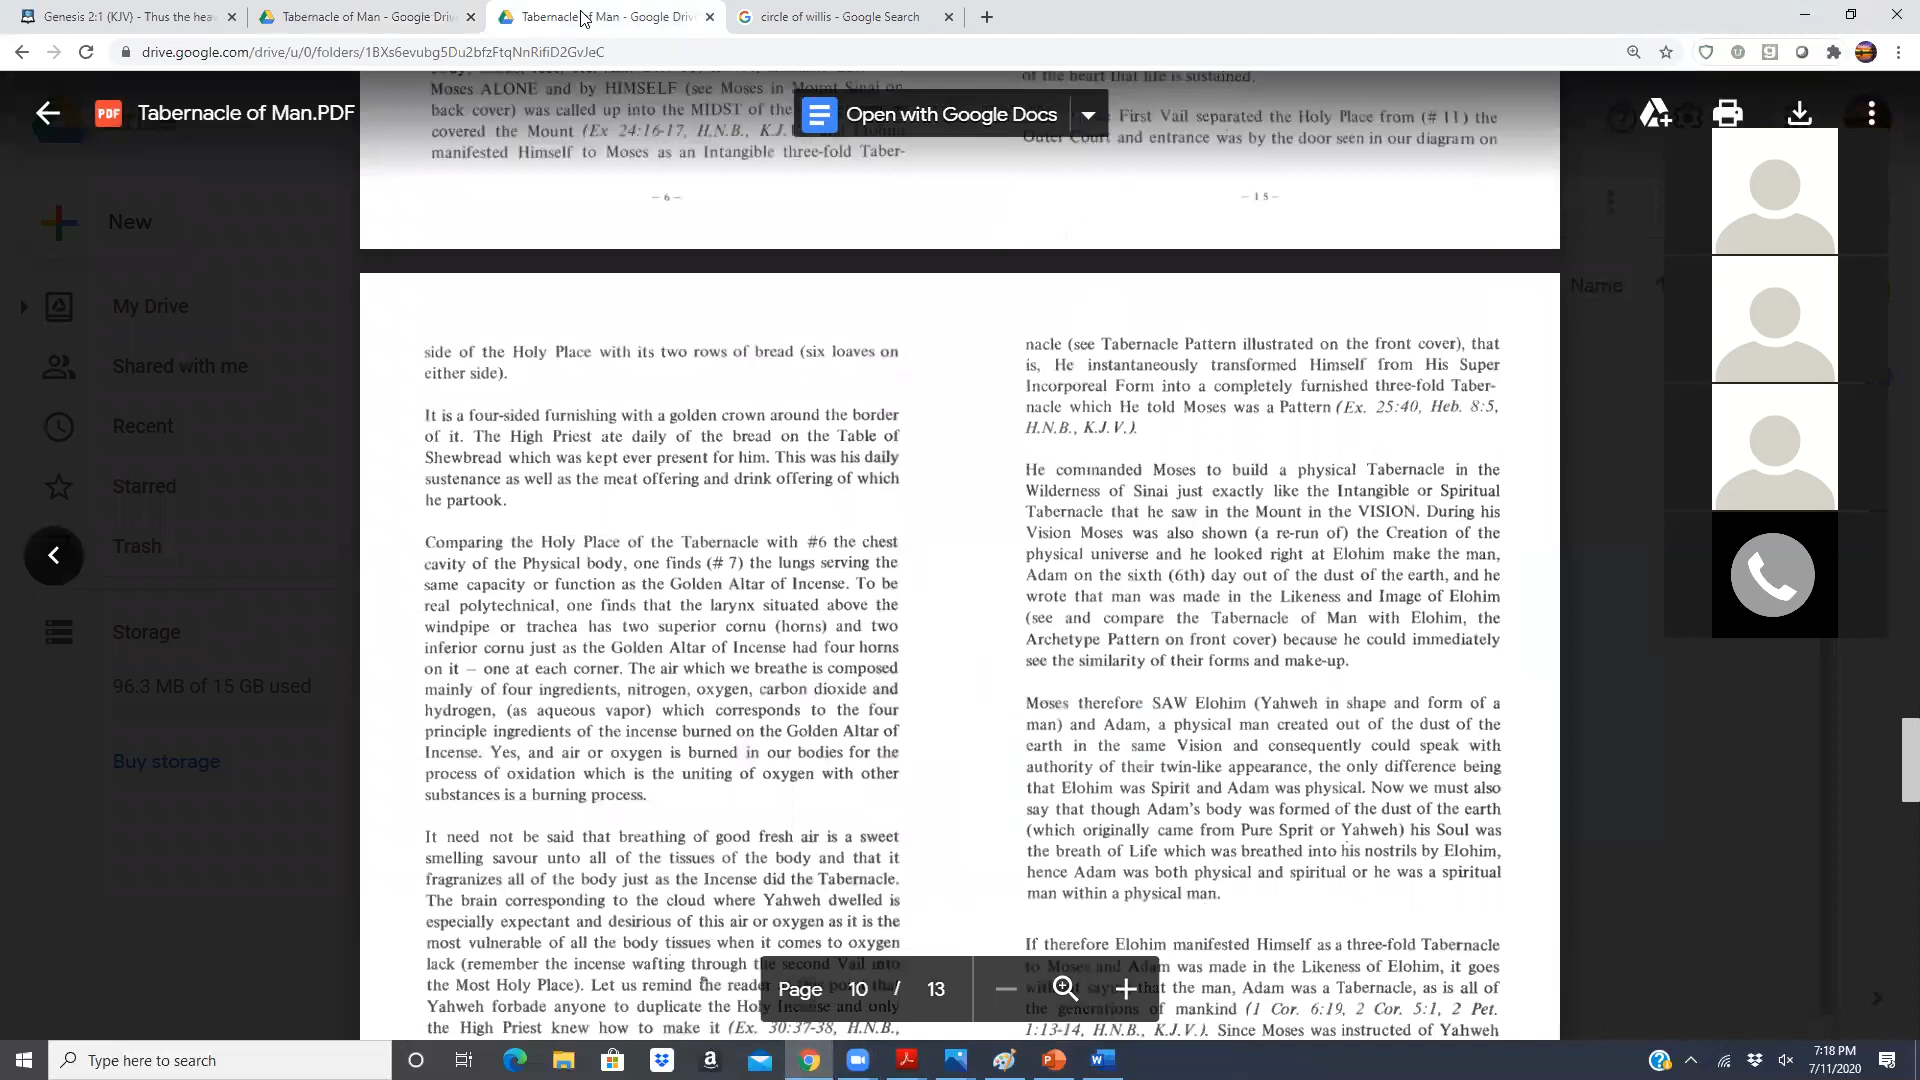 Genesis 2:1 (KJV) - Thus the hea
Tabernacle of Man - Google Driv
Tabernacle of Man - Google Driv
circle of willis - Google Search
drive.google.com/drive/u/0/folders/1BXs6evubg5Du2bfzFtqNnRifiD2GvJeC
Tabernacle of Man.PDF
PDF
Open with Google Docs
New
My Drive
Shared with me
Recent
Starred
Trash
Storage
96.3 MB of 15 GB used
Buy storage
Name
Moses ALONE and by HIMSELF (see Moses in Mount Sinai on
back cover) was called up into the MIDST of the
covered the Mount (Ex 24:16-17, H.N.B., K.J.
manifested Himself to Moses as an Intangible three-fold Taber-
– 6 –
of the heart that life is sustained.
First Vail separated the Holy Place from (# 11) the
Outer Court and entrance was by the door seen in our diagram on
– 15 –
side of the Holy Place with its two rows of bread (six loaves on
either side).
It is a four-sided furnishing with a golden crown around the border
of it. The High Priest ate daily of the bread on the Table of
Shewbread which was kept ever present for him. This was his daily
sustenance as well as the meat offering and drink offering of which
he partook.
Comparing the Holy Place of the Tabernacle with #6 the chest
cavity of the Physical body, one finds (# 7) the lungs serving the
same capacity or function as the Golden Altar of Incense. To be
real polytechnical, one finds that the larynx situated above the
windpipe or trachea has two superior cornu (horns) and two
inferior cornu just as the Golden Altar of Incense had four horns
on it – one at each corner. The air which we breathe is composed
mainly of four ingredients, nitrogen, oxygen, carbon dioxide and
hydrogen, (as aqueous vapor) which corresponds to the four
principle ingredients of the incense burned on the Golden Altar of
Incense. Yes, and air or oxygen is burned in our bodies for the
process of oxidation which is the uniting of oxygen with other
substances is a burning process.
It need not be said that breathing of good fresh air is a sweet
smelling savour unto all of the tissues of the body and that it
fragranizes all of the body just as the Incense did the Tabernacle.
The brain corresponding to the cloud where Yahweh dwelled is
especially expectant and desirious of this air or oxygen as it is the
most vulnerable of all the body tissues when it comes to oxygen
lack (remember the incense wafting through the second Vail into
the Most Holy Place). Let us remind the reader
Yahweh forbade anyone to duplicate the Holy Incense and only
the High Priest knew how to make it (Ex. 30:37-38, H.N.B.,
nacle (see Tabernacle Pattern illustrated on the front cover), that
is, He instantaneously transformed Himself from His Super
Incorporeal Form into a completely furnished three-fold Taber-
nacle which He told Moses was a Pattern (Ex. 25:40, Heb. 8:5,
H.N.B., K.J.V.).
He commanded Moses to build a physical Tabernacle in the
Wilderness of Sinai just exactly like the Intangible or Spiritual
Tabernacle that he saw in the Mount in the VISION. During his
Vision Moses was also shown (a re-run of) the Creation of the
physical universe and he looked right at Elohim make the man,
Adam on the sixth (6th) day out of the dust of the earth, and he
wrote that man was made in the Likeness and Image of Elohim
(see and compare the Tabernacle of Man with Elohim, the
Archetype Pattern on front cover) because he could immediately
see the similarity of their forms and make-up.
Moses therefore SAW Elohim (Yahweh in shape and form of a
man) and Adam, a physical man created out of the dust of the
earth in the same Vision and consequently could speak with
authority of their twin-like appearance, the only difference being
that Elohim was Spirit and Adam was physical. Now we must also
say that though Adam's body was formed of the dust of the earth
(which originally came from Pure Sprit or Yahweh) his Soul was
the breath of Life which was breathed into his nostrils by Elohim,
hence Adam was both physical and spiritual or he was a spiritual
man within a physical man.
If therefore Elohim manifested Himself as a three-fold Tabernacle
to Moses and Adam was made in the Likeness of Elohim, it goes
that the man, Adam was a Tabernacle, as is all of
the generations of mankind (1 Cor. 6:19, 2 Cor. 5:1, 2 Pet.
1:13-14, H.N.B., K.J.V.). Since Moses was instructed of Yahweh
Page 10 / 13
Type here to search
7:18 PM
7/11/2020